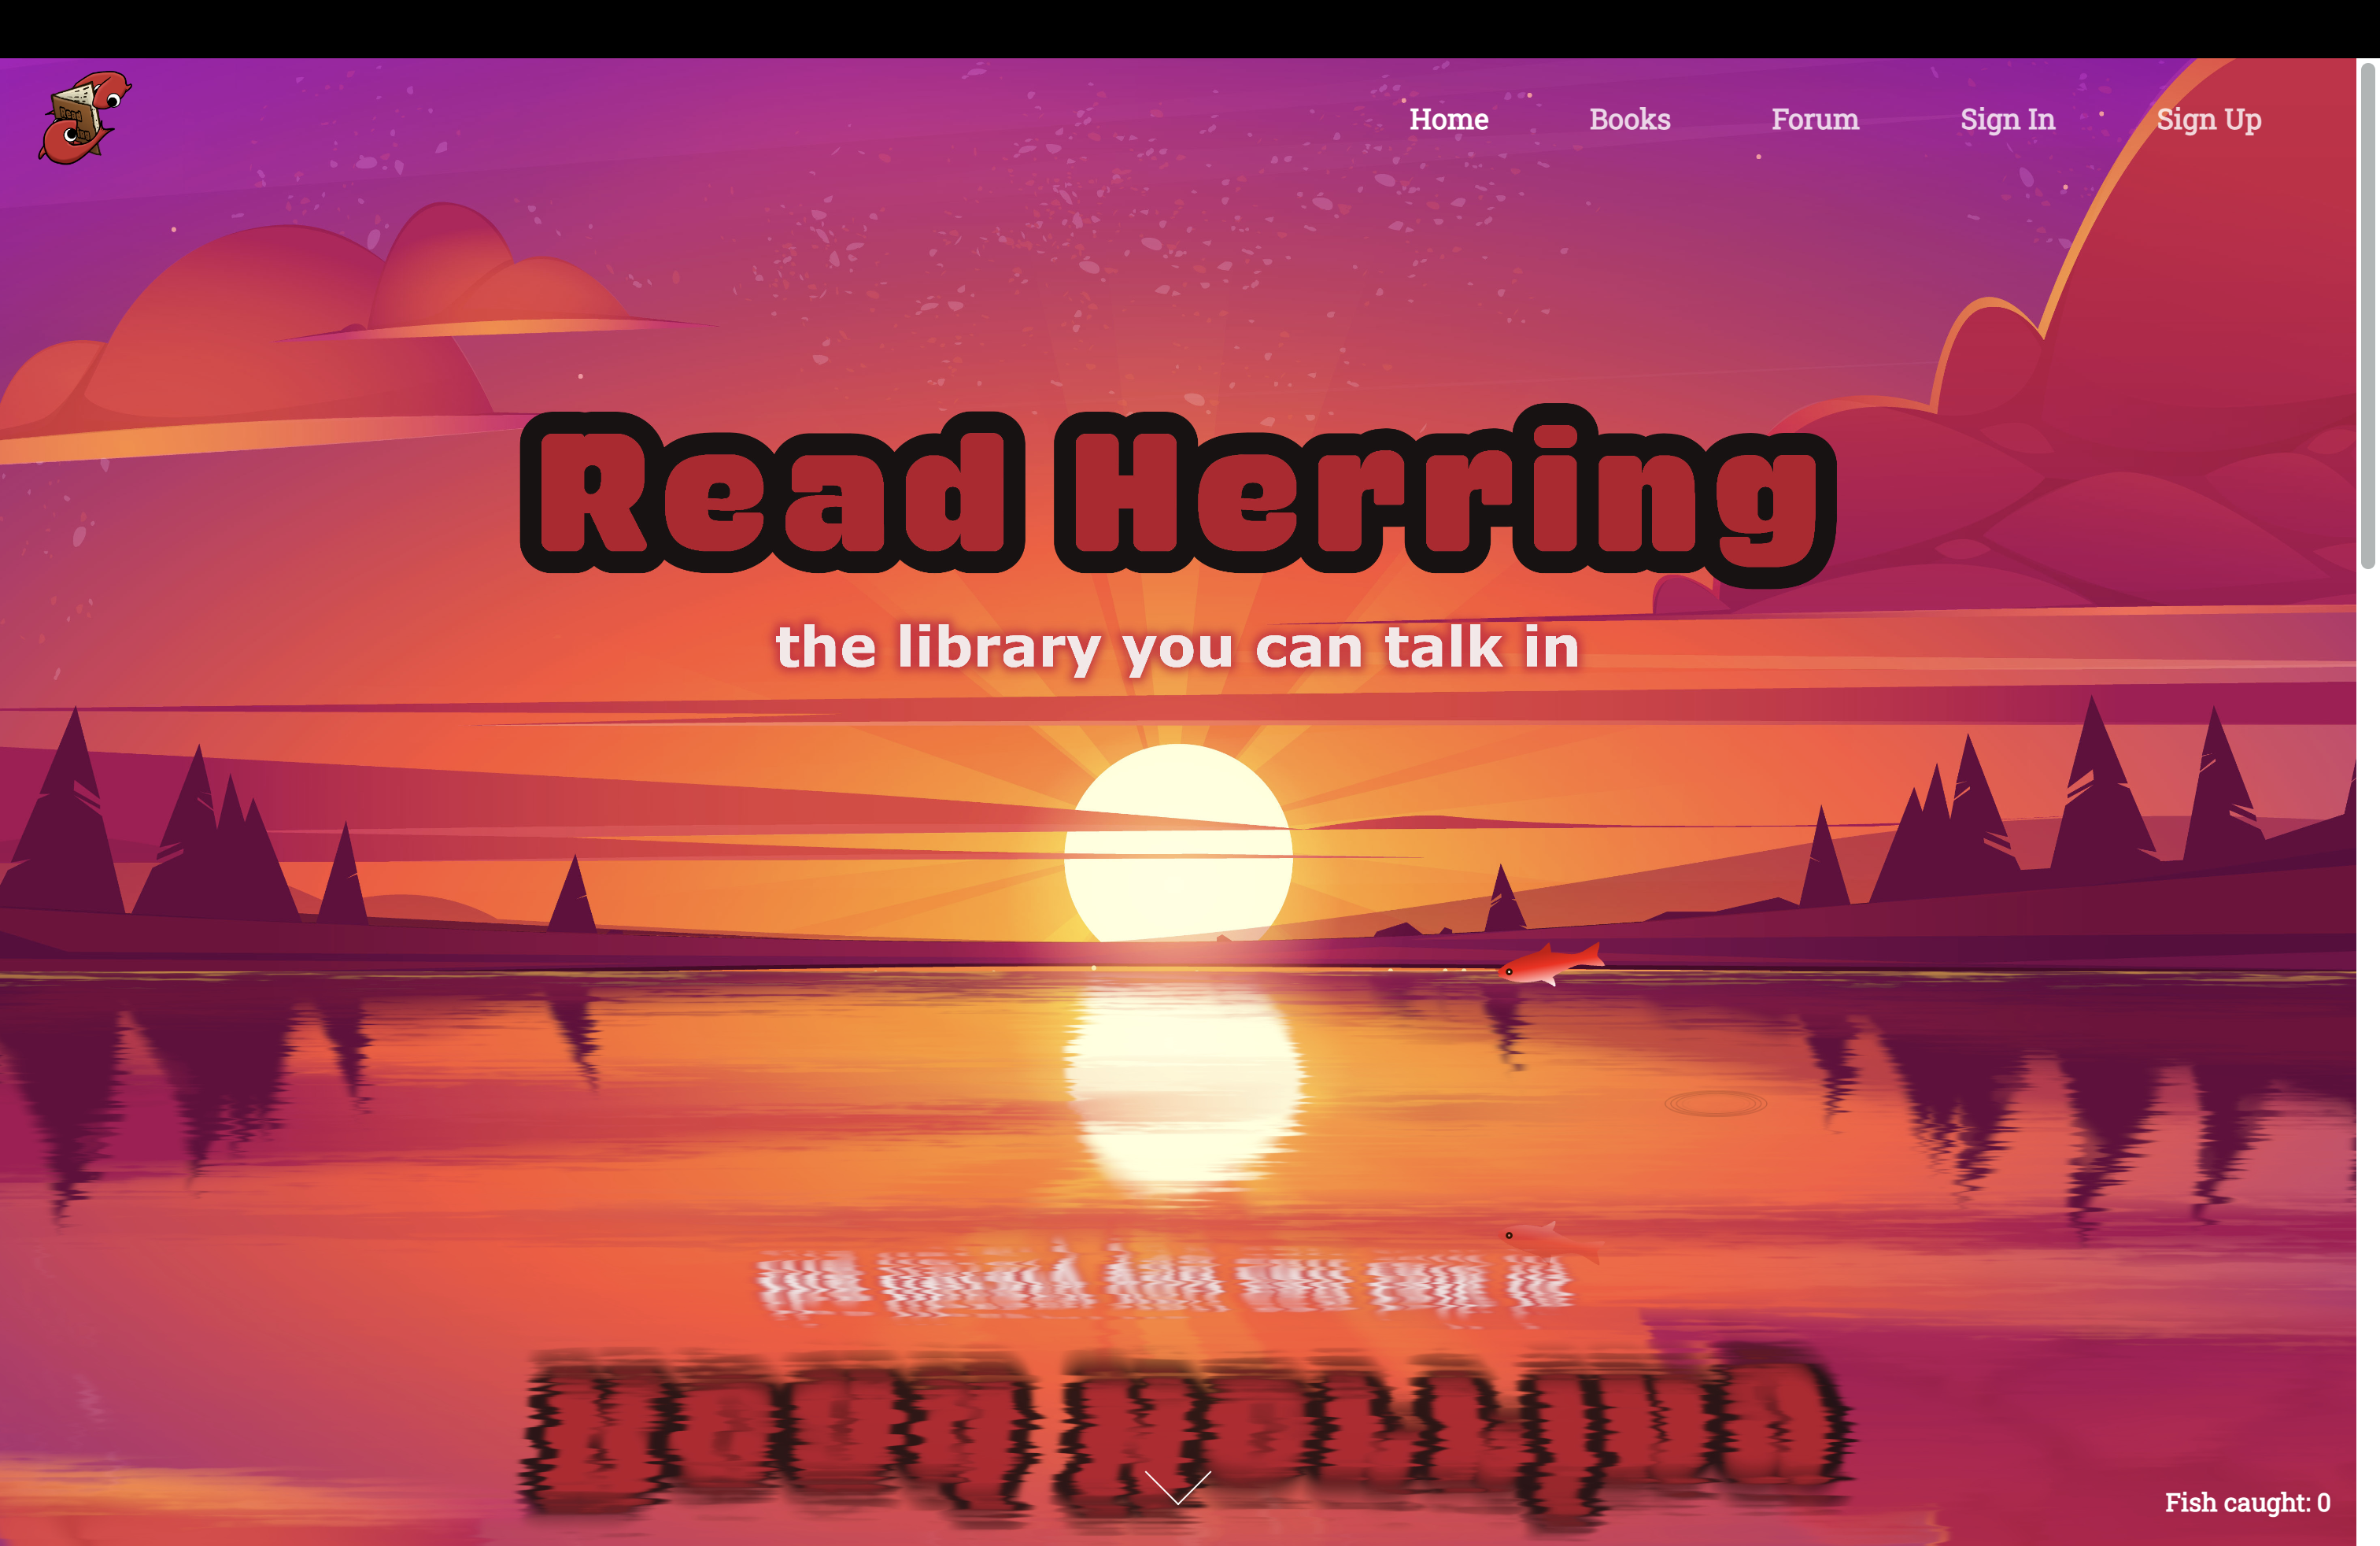 Home Books Forum Sign In Sign Up
Read Herring
the library you can talk in
Fish caught: 0